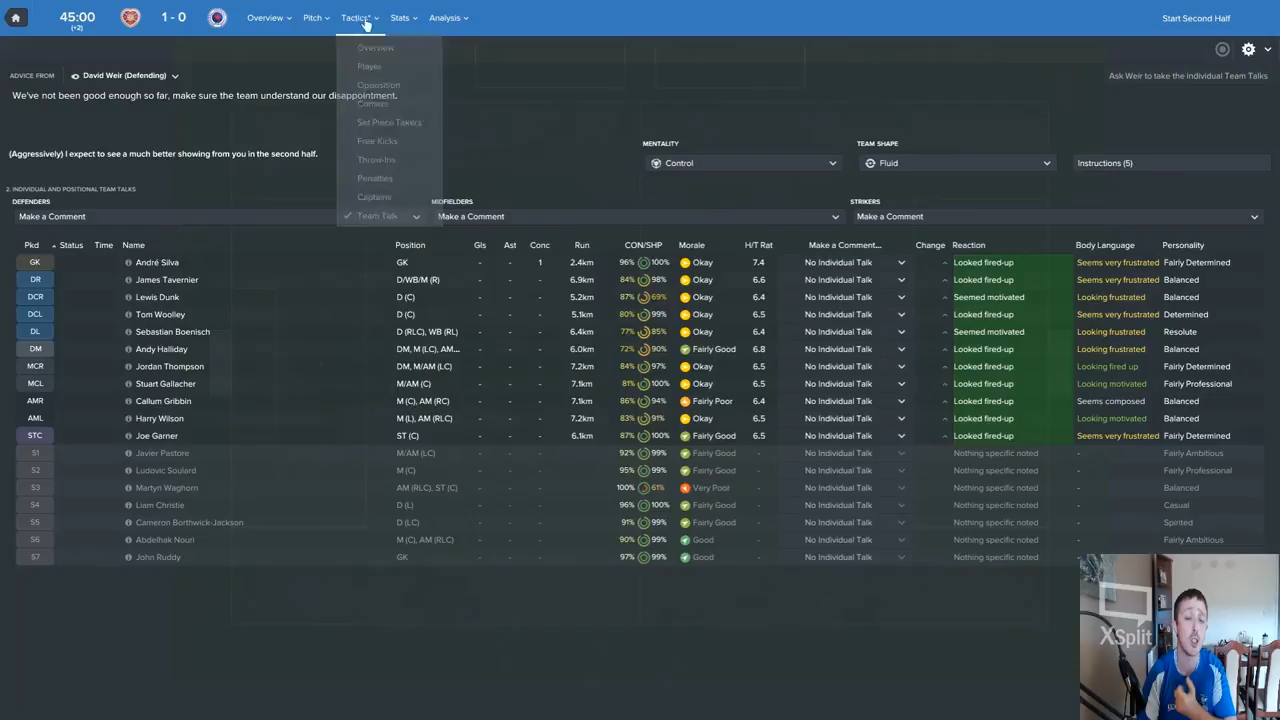 45:00 (+2) 1 - 0 Overview Pitch Tactics* Stats Analysis Start Second Half
Overview
Player
ADVICE FROM David Weir (Defending) Ask Weir to take the Individual Team Talks
Opposition
We've not been good enough so far, make sure the team understand our disappointment.
Corners
Set Piece Takers
Free Kicks
MENTALITY TEAM SHAPE
(Aggressively) I expect to see a much better showing from you in the second half.
Throw-Ins
Control Fluid Instructions (5)
Penalties
2. INDIVIDUAL AND POSITIONAL TEAM TALKS
Captains
DEFENDERS MIDFIELDERS STRIKERS
Make a Comment Team Talk Make a Comment Make a Comment
Pkd Status Time Name Position Gls Ast Conc Run CON/SHP Morale H/T Rat Make a Comment... Change Reaction Body Language Personality
GK André Silva GK - - 1 2.4km 96% 100% Okay 7.4 No Individual Talk Looked fired-up Seems very frustrated Fairly Determined
DR James Tavernier D/WB/M (R) - - - 6.9km 84% 98% Okay 6.6 No Individual Talk Looked fired-up Seems very frustrated Balanced
DCR Lewis Dunk D (C) - - - 5.2km 87% 69% Okay 6.4 No Individual Talk Seemed motivated Looking frustrated Balanced
DCL Tom Woolley D (C) - - - 5.1km 80% 99% Okay 6.5 No Individual Talk Looked fired-up Seems very frustrated Determined
DL Sebastian Boenisch D (RLC), WB (RL) - - - 6.4km 77% 85% Okay 6.4 No Individual Talk Seemed motivated Looking frustrated Resolute
DM Andy Halliday DM, M (LC), AM... - - - 6.0km 72% 90% Fairly Good 6.8 No Individual Talk Looked fired-up Looking frustrated Balanced
MCR Jordan Thompson DM, M/AM (LC) - - - 7.2km 84% 97% Okay 6.5 No Individual Talk Looked fired-up Looking fired up Fairly Determined
MCL Stuart Gallacher M/AM (C) - - - 7.1km 81% 100% Okay 6.5 No Individual Talk Looked fired-up Looking motivated Fairly Professional
AMR Callum Gribbin M (C), AM (RC) - - - 7.1km 86% 94% Fairly Poor 6.4 No Individual Talk Looked fired-up Seems composed Balanced
AML Harry Wilson M (L), AM (RLC) - - - 7.2km 83% 91% Okay 6.5 No Individual Talk Looked fired-up Looking motivated Balanced
STC Joe Garner ST (C) - - - 6.1km 87% 100% Fairly Good 6.5 No Individual Talk Looked fired-up Seems very frustrated Fairly Determined
S1 Javier Pastore M/AM (LC) - - - 92% 99% Fairly Good - No Individual Talk Nothing specific noted - Fairly Ambitious
S2 Ludovic Soulard M (C) - - - 95% 99% Fairly Good - No Individual Talk Nothing specific noted - Fairly Professional
S3 Martyn Waghorn AM (RLC), ST (C) - - - 100% 61% Very Poor - No Individual Talk Nothing specific noted - Balanced
S4 Liam Christie D (L) - - - 96% 100% Fairly Good - No Individual Talk Nothing specific noted - Casual
S5 Cameron Borthwick-Jackson D (LC) - - - 91% 99% Fairly Good - No Individual Talk Nothing specific noted - Spirited
S6 Abdelhak Nouri M (C), AM (RLC) - - - 90% 99% Good - No Individual Talk Nothing specific noted - Fairly Ambitious
S7 John Ruddy GK - - - 97% 99% Good - No Individual Talk Nothing specific noted - Balanced
XSplit